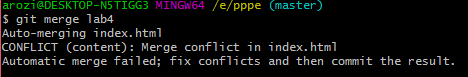 arozi@DESKTOP-N5TIGG3 MINGW64 /e/pppe (master)
$ git merge lab4
Auto-merging index.html
CONFLICT (content): Merge conflict in index.html
Automatic merge failed; fix conflicts and then commit the result.